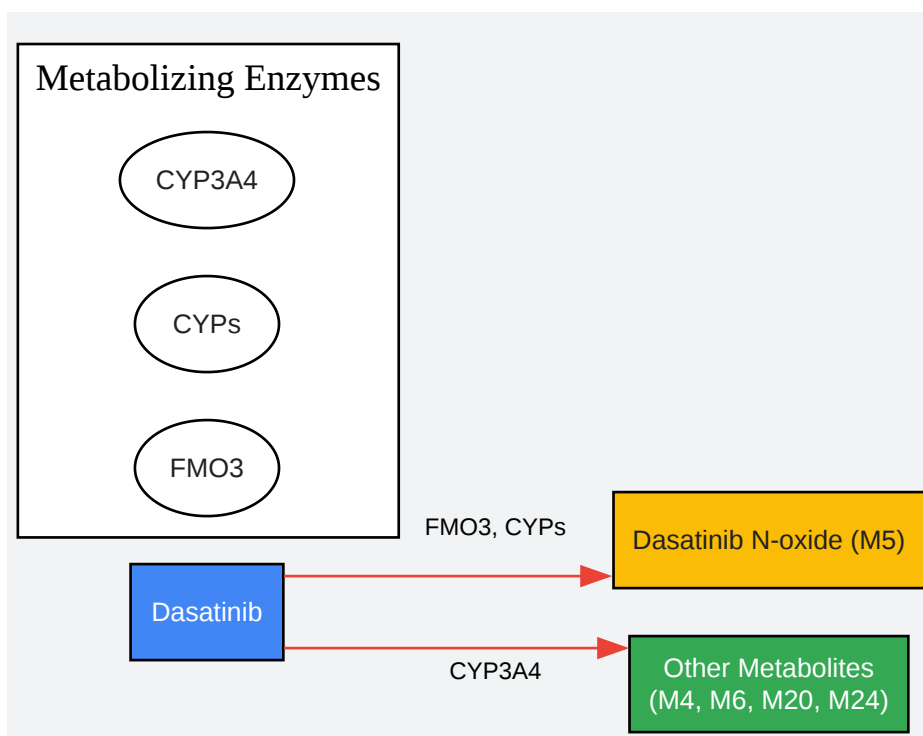 Metabolizing Enzymes
CYP3A4
CYPs
FMO3
FMO3, CYPs
Dasatinib N-oxide (M5)
Dasatinib
CYP3A4
Other Metabolites
(M4, M6, M20, M24)